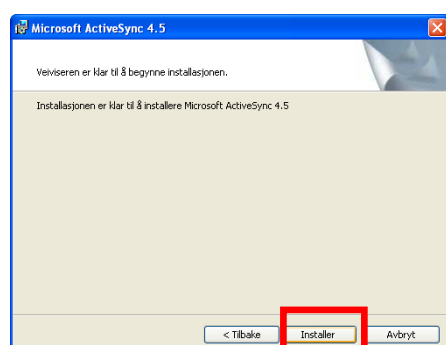 Microsoft ActiveSync 4.5
Veiviseren er klar til å begynne installasjonen.
Installasjonen er klar til å installere Microsoft ActiveSync 4.5
< Tilbake
Installer
Avbryt